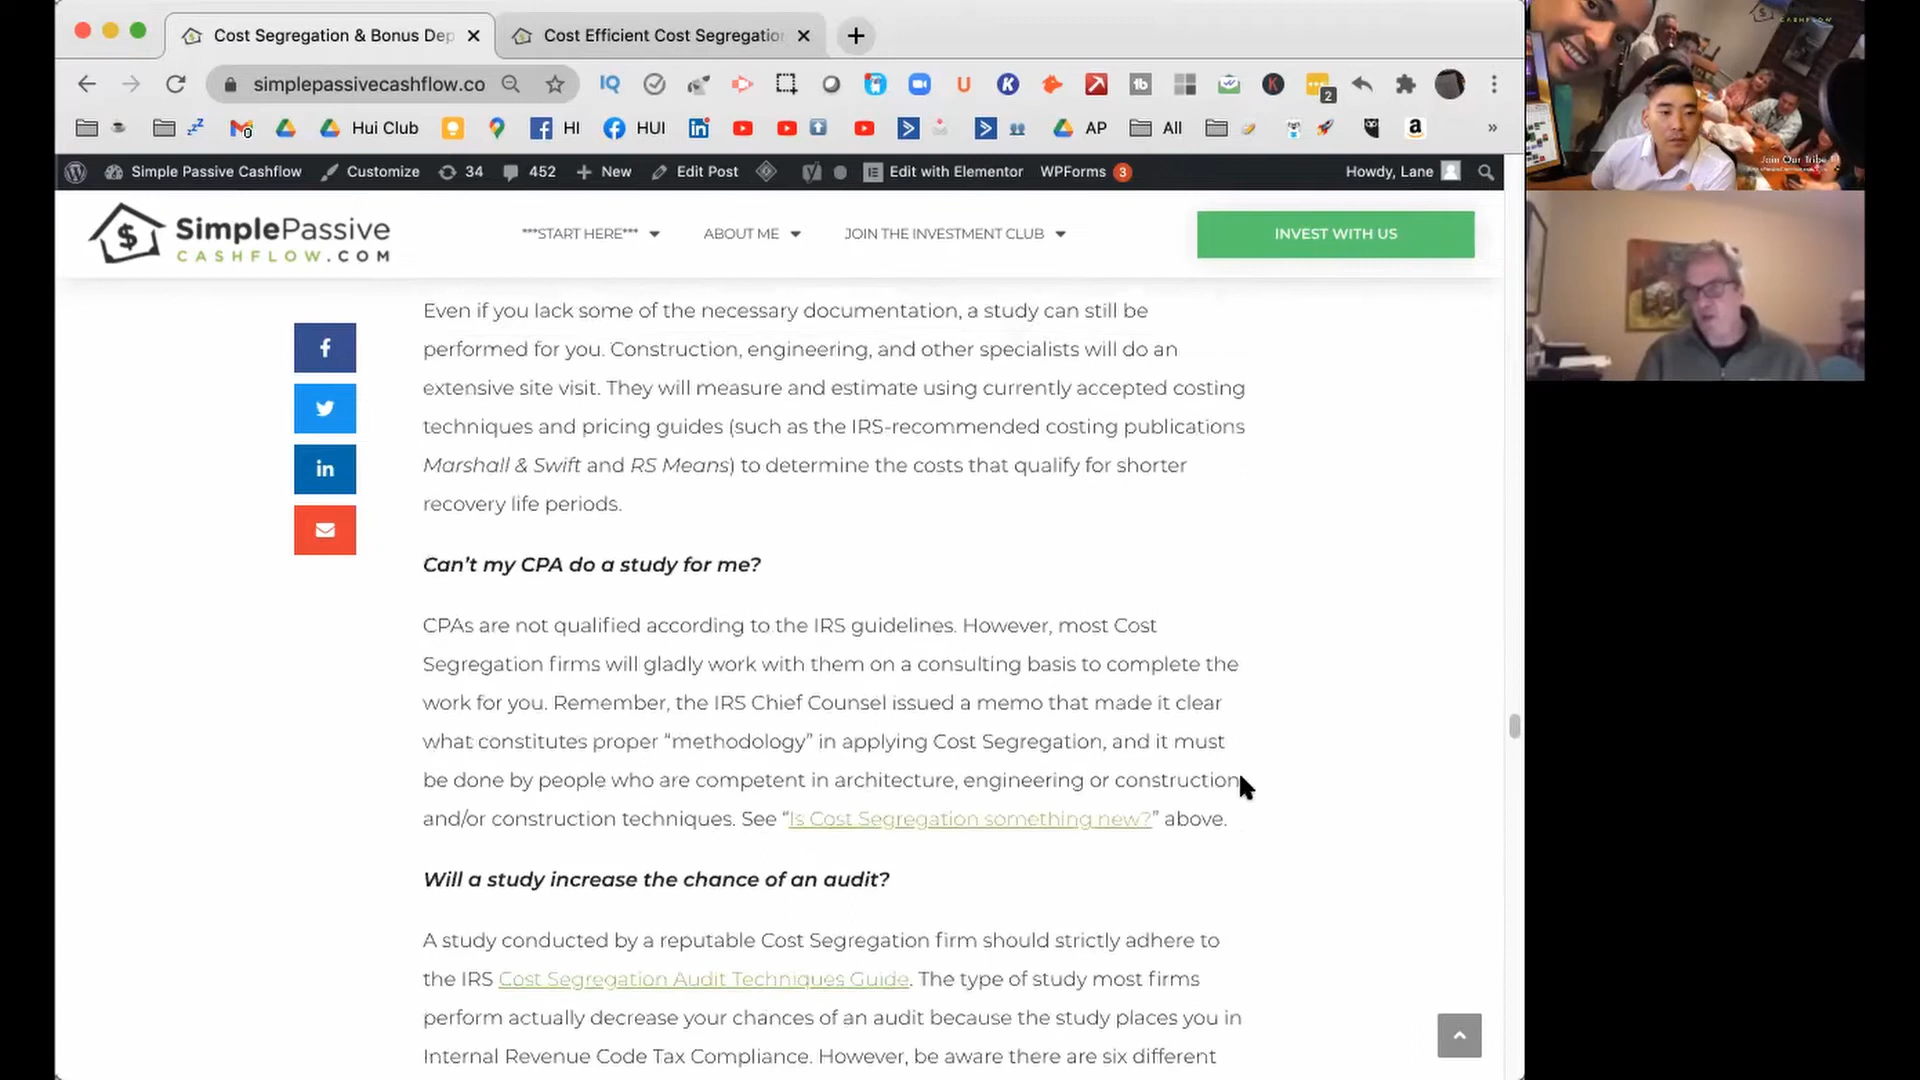 Cost Segregation & Bonus Dep
Cost Efficient Cost Segregation
simplepassivecashflow.co
2
0
Hui Club
HI
HUI
AP
All
Simple Passive Cashflow
Customize
34
452
New
Edit Post
Edit with Elementor
WPForms
3
Howdy, Lane
SimplePassive
CASHFLOW.COM
***START HERE***
ABOUT ME
JOIN THE INVESTMENT CLUB
INVEST WITH US
Even if you lack some of the necessary documentation, a study can still be
performed for you. Construction, engineering, and other specialists will do an
extensive site visit. They will measure and estimate using currently accepted costing
techniques and pricing guides (such as the IRS-recommended costing publications
Marshall & Swift and RS Means) to determine the costs that qualify for shorter
recovery life periods.
Can’t my CPA do a study for me?
CPAs are not qualified according to the IRS guidelines. However, most Cost
Segregation firms will gladly work with them on a consulting basis to complete the
work for you. Remember, the IRS Chief Counsel issued a memo that made it clear
what constitutes proper “methodology” in applying Cost Segregation, and it must
be done by people who are competent in architecture, engineering or construction
and/or construction techniques. See “Is Cost Segregation something new?” above.
Will a study increase the chance of an audit?
A study conducted by a reputable Cost Segregation firm should strictly adhere to
the IRS Cost Segregation Audit Techniques Guide. The type of study most firms
perform actually decrease your chances of an audit because the study places you in
Internal Revenue Code Tax Compliance. However, be aware there are six different
CASHFLOW
Join Our Tribe